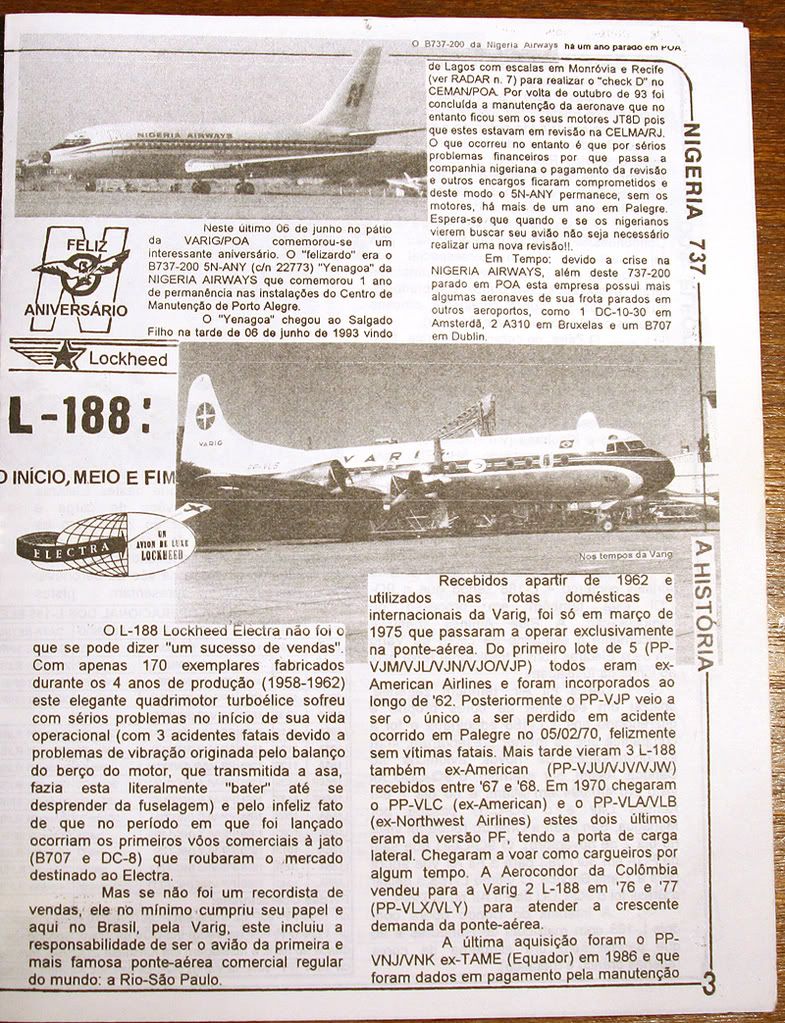 O B737-200 da Nigeria Airways há um ano parado em POA
NIGERIA AIRWAYS
N
Neste último 06 de junho no pátio
da VARIG/POA comemorou-se um
interessante aniversário. O "felizardo" era o
B737-200 5N-ANY (c/n 22773) "Yenagoa" da
NIGERIA AIRWAYS que comemorou 1 ano
de permanência nas instalações do Centro de
Manutenção de Porto Alegre.
O "Yenagoa" chegou ao Salgado
Filho na tarde de 06 de junho de 1993 vindo
FELIZ
ANIVERSÁRIO
de Lagos com escalas em Monróvia e Recife
(ver RADAR n. 7) para realizar o "check D" no
CEMAN/POA. Por volta de outubro de 93 foi
concluída a manutenção da aeronave que no
entanto ficou sem os seus motores JT8D pois
que estes estavam em revisão na CELMA/RJ.
O que ocorreu no entanto é que por sérios
problemas financeiros por que passa a
companhia nigeriana o pagamento da revisão
e outros encargos ficaram comprometidos e
deste modo o 5N-ANY permanece, sem os
motores, há mais de um ano em Palegre.
Espera-se que quando e se os nigerianos
vierem buscar seu avião não seja necessário
realizar uma nova revisão!!.
Em Tempo: devido a crise na
NIGERIA AIRWAYS, além deste 737-200
parado em POA esta empresa possui mais
algumas aeronaves de sua frota parados em
outros aeroportos, como 1 DC-10-30 em
Amsterdã, 2 A310 em Bruxelas e um B707
em Dublin.
NIGERIA 737
Lockheed
L-188:
O INÍCIO, MEIO E FIM
ELECTRA
UN
AVION DE LUXE
LOCKHEED
VARIG
PP-VLB
VARIG
Nos tempos da Varig
A HISTÓRIA
O L-188 Lockheed Electra não foi o
que se pode dizer "um sucesso de vendas".
Com apenas 170 exemplares fabricados
durante os 4 anos de produção (1958-1962)
este elegante quadrimotor turboélice sofreu
com sérios problemas no início de sua vida
operacional (com 3 acidentes fatais devido a
problemas de vibração originada pelo balanço
do berço do motor, que transmitida a asa,
fazia esta literalmente "bater" até se
desprender da fuselagem) e pelo infeliz fato
de que no período em que foi lançado
ocorriam os primeiros vôos comerciais à jato
(B707 e DC-8) que roubaram o mercado
destinado ao Electra.
Mas se não foi um recordista de
vendas, ele no mínimo cumpriu seu papel e
aqui no Brasil, pela Varig, este incluiu a
responsabilidade de ser o avião da primeira e
mais famosa ponte-aérea comercial regular
do mundo: a Rio-São Paulo.
Recebidos apartir de 1962 e
utilizados nas rotas domésticas e
internacionais da Varig, foi só em março de
1975 que passaram a operar exclusivamente
na ponte-aérea. Do primeiro lote de 5 (PP-
VJM/VJL/VJN/VJO/VJP) todos eram ex-
American Airlines e foram incorporados ao
longo de '62. Posteriormente o PP-VJP veio a
ser o único a ser perdido em acidente
ocorrido em Palegre no 05/02/70, felizmente
sem vítimas fatais. Mais tarde vieram 3 L-188
também ex-American (PP-VJU/VJV/VJW)
recebidos entre '67 e '68. Em 1970 chegaram
o PP-VLC (ex-American) e o PP-VLA/VLB
(ex-Northwest Airlines) estes dois últimos
eram da versão PF, tendo a porta de carga
lateral. Chegaram a voar como cargueiros por
algum tempo. A Aerocondor da Colômbia
vendeu para a Varig 2 L-188 em '76 e '77
(PP-VLX/VLY) para atender a crescente
demanda da ponte-aérea.
A última aquisição foram o PP-
VNJ/VNK ex-TAME (Equador) em 1986 e que
foram dados em pagamento pela manutenção
3